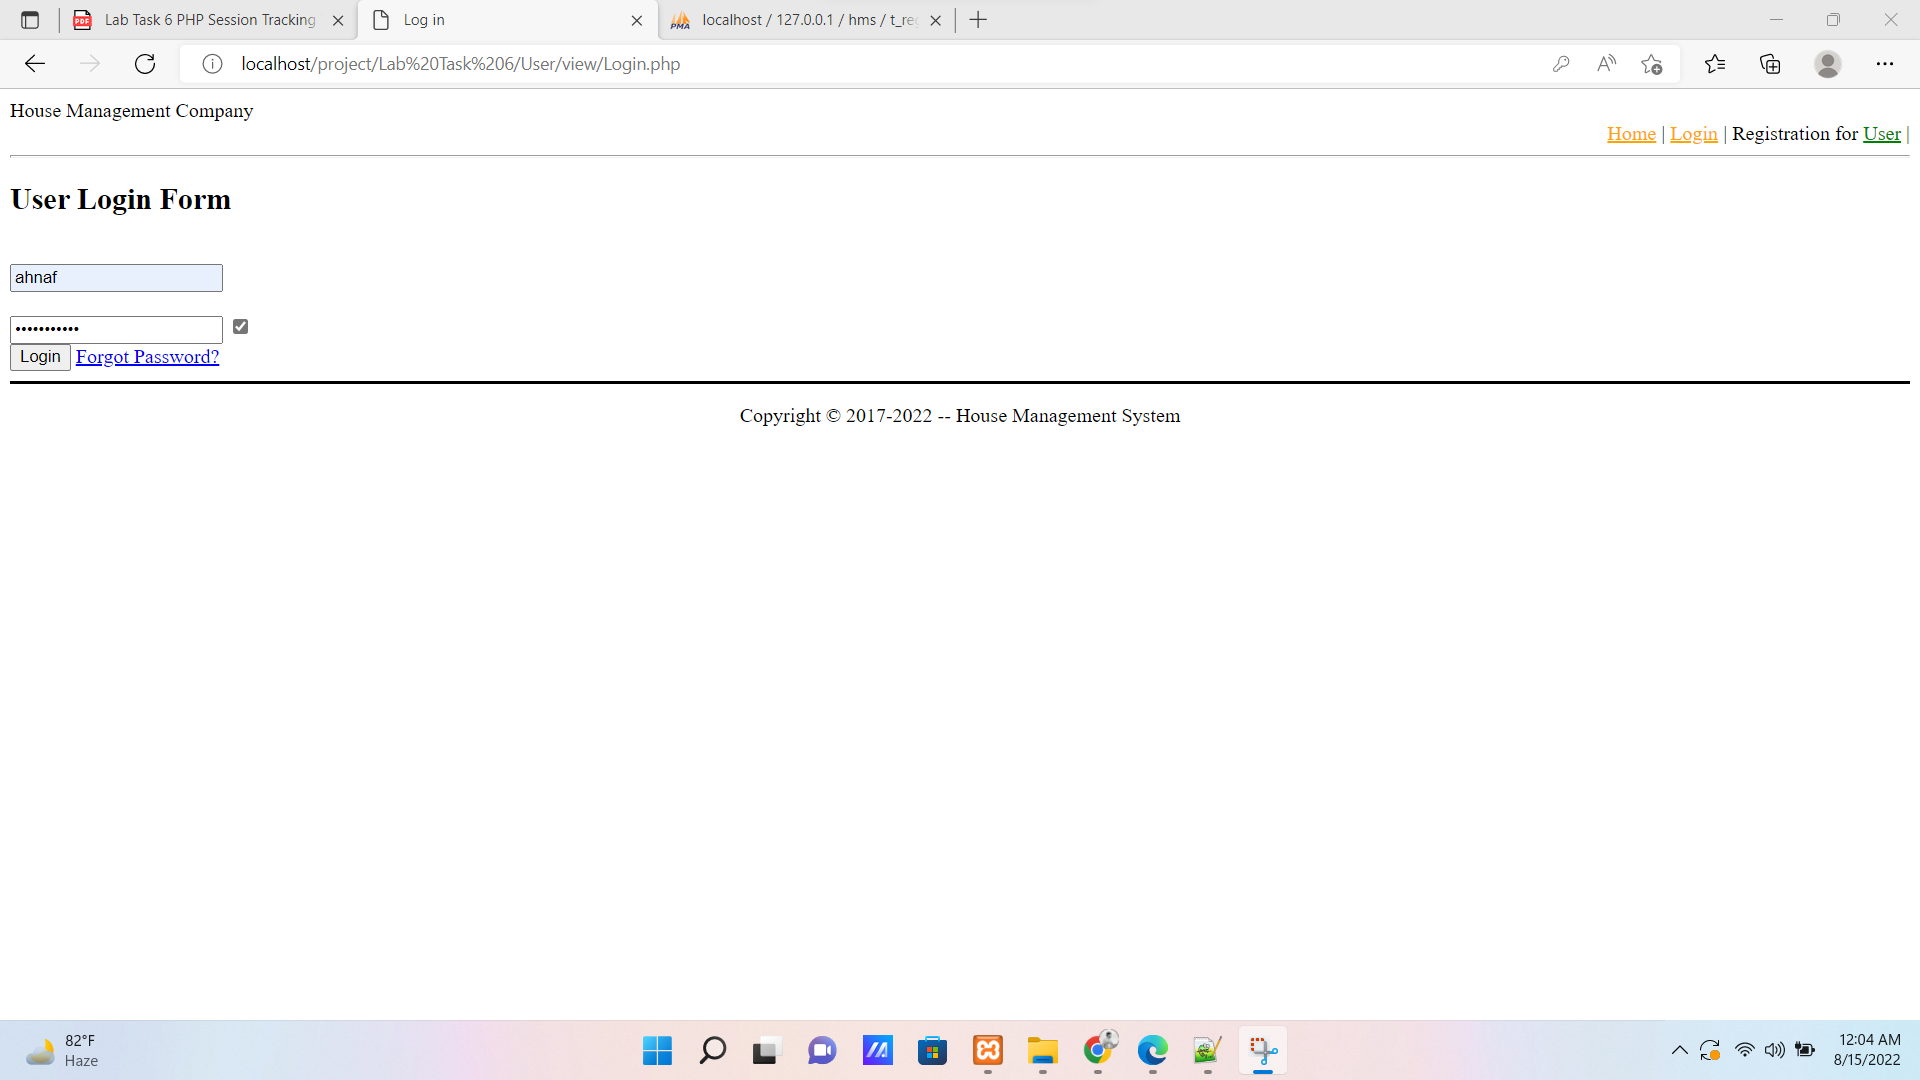 Lab Task 6 PHP Session Tracking
Log in
localhost / 127.0.0.1 / hms / t_reg
localhost/project/Lab%20Task%206/User/view/Login.php
House Management Company
Home | Login | Registration for User |
User Login Form
ahnaf
•••••••••••
Login Forgot Password?
Copyright © 2017-2022 -- House Management System
82°F
Haze
12:04 AM
8/15/2022